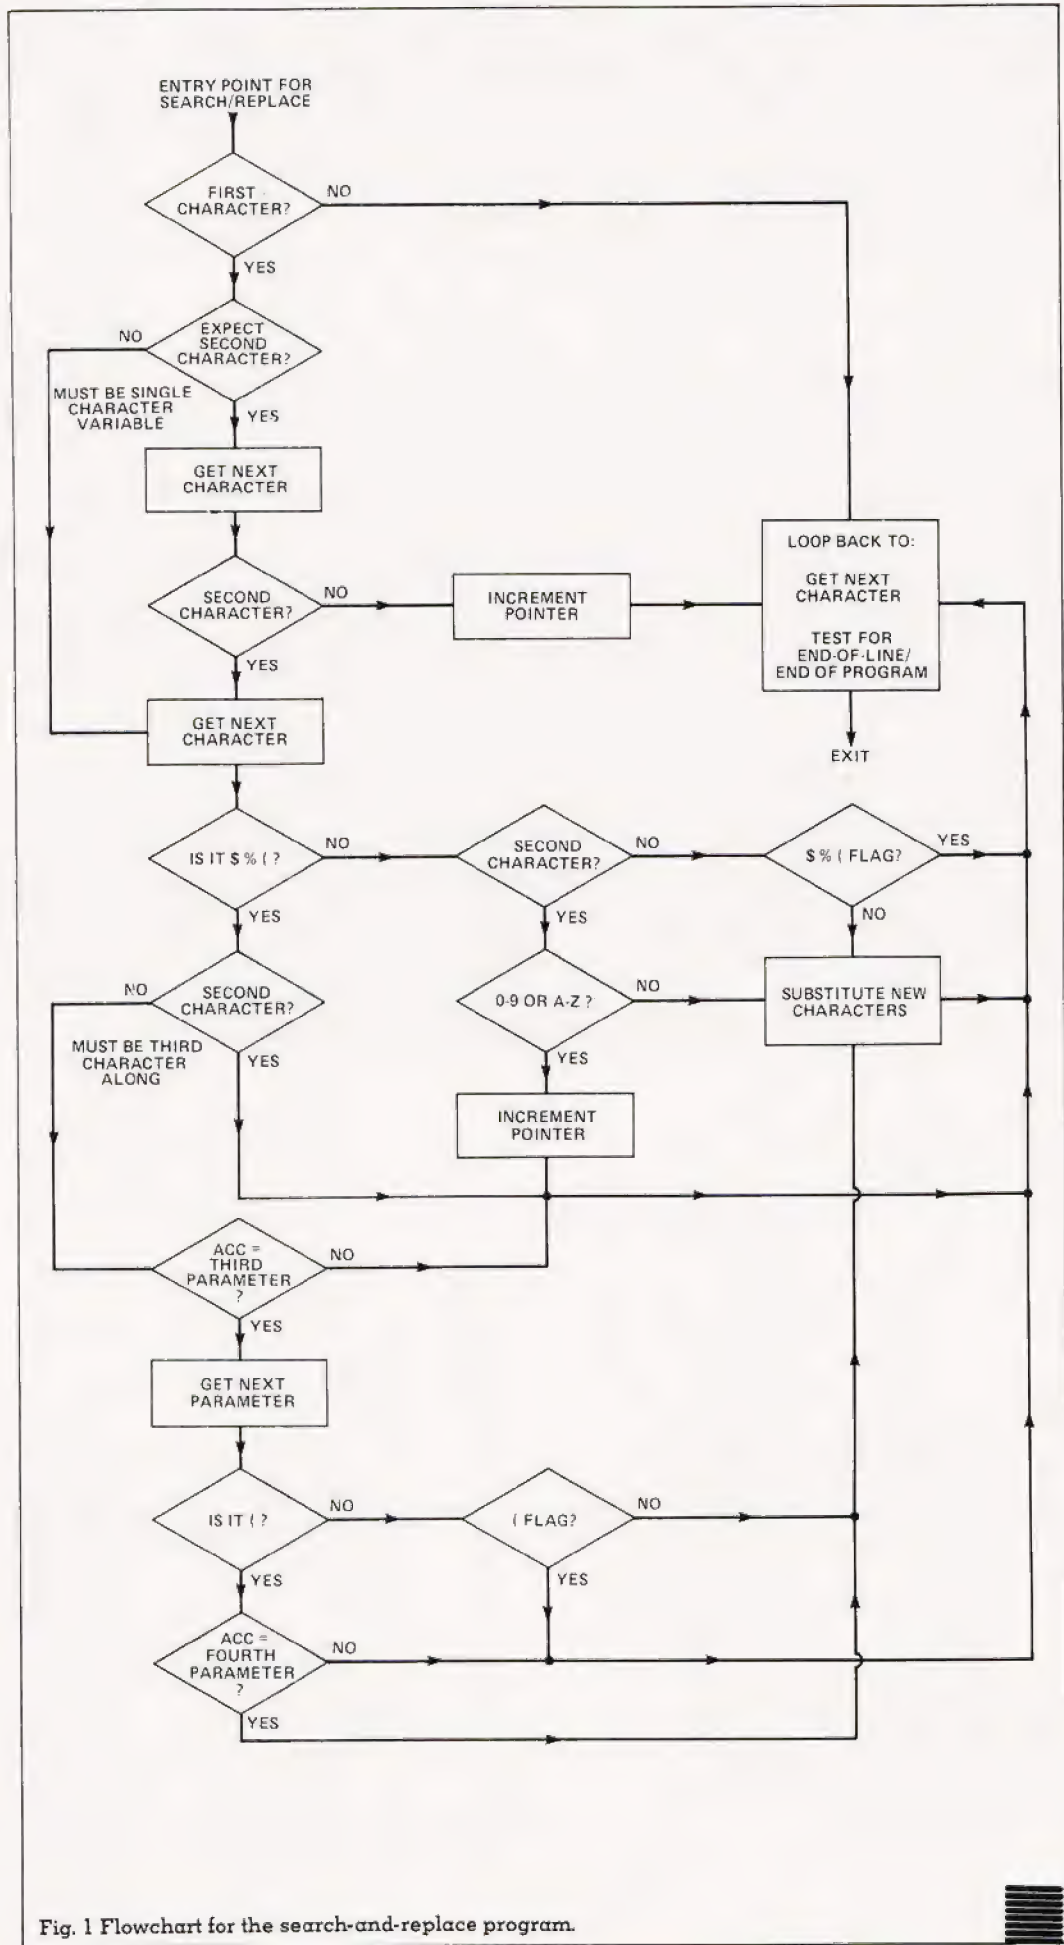 ENTRY POINT FOR
SEARCH/REPLACE
FIRST
CHARACTER?
NO
YES
EXPECT
SECOND
CHARACTER?
NO
MUST BE SINGLE
CHARACTER
VARIABLE
YES
GET NEXT
CHARACTER
SECOND
CHARACTER?
NO
INCREMENT
POINTER
LOOP BACK TO:
GET NEXT
CHARACTER
TEST FOR
END-OF-LINE/
END OF PROGRAM
EXIT
YES
GET NEXT
CHARACTER
IS IT $ % ( ?
NO
SECOND
CHARACTER?
NO
$ % ( FLAG?
YES
YES
YES
NO
NO
SECOND
CHARACTER?
MUST BE THIRD
CHARACTER
ALONG
YES
0-9 OR A-Z ?
NO
SUBSTITUTE NEW
CHARACTERS
YES
INCREMENT
POINTER
ACC =
THIRD
PARAMETER
?
NO
YES
GET NEXT
PARAMETER
IS IT ( ?
NO
( FLAG?
NO
YES
YES
ACC =
FOURTH
PARAMETER
?
NO
YES
Fig. 1 Flowchart for the search-and-replace program.